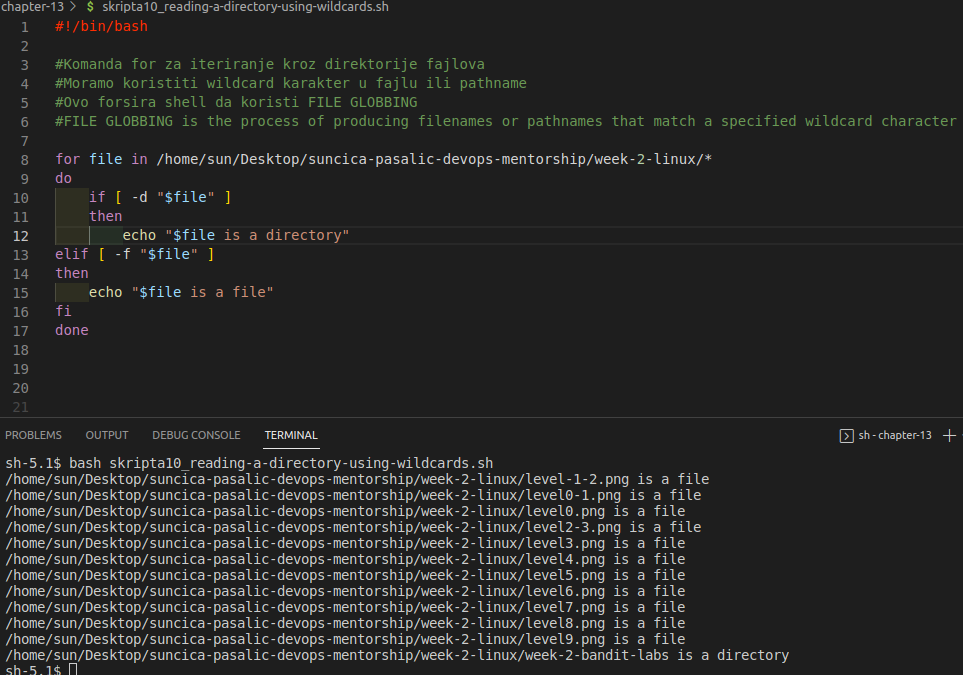 chapter-13 > $ skripta10_reading-a-directory-using-wildcards.sh
1 #!/bin/bash
2
3 #Komanda for za iteriranje kroz direktorije fajlova
4 #Moramo koristiti wildcard karakter u fajlu ili pathname
5 #Ovo forsira shell da koristi FILE GLOBBING
6 #FILE GLOBBING is the process of producing filenames or pathnames that match a specified wildcard character
7
8 for file in /home/sun/Desktop/suncica-pasalic-devops-mentorship/week-2-linux/*
9 do
10     if [ -d "$file" ]
11     then
12         echo "$file is a directory"
13 elif [ -f "$file" ]
14 then
15     echo "$file is a file"
16 fi
17 done
18
19
20
21
PROBLEMS OUTPUT DEBUG CONSOLE TERMINAL sh - chapter-13
sh-5.1$ bash skripta10_reading-a-directory-using-wildcards.sh
/home/sun/Desktop/suncica-pasalic-devops-mentorship/week-2-linux/level-1-2.png is a file
/home/sun/Desktop/suncica-pasalic-devops-mentorship/week-2-linux/level0-1.png is a file
/home/sun/Desktop/suncica-pasalic-devops-mentorship/week-2-linux/level0.png is a file
/home/sun/Desktop/suncica-pasalic-devops-mentorship/week-2-linux/level2-3.png is a file
/home/sun/Desktop/suncica-pasalic-devops-mentorship/week-2-linux/level3.png is a file
/home/sun/Desktop/suncica-pasalic-devops-mentorship/week-2-linux/level4.png is a file
/home/sun/Desktop/suncica-pasalic-devops-mentorship/week-2-linux/level5.png is a file
/home/sun/Desktop/suncica-pasalic-devops-mentorship/week-2-linux/level6.png is a file
/home/sun/Desktop/suncica-pasalic-devops-mentorship/week-2-linux/level7.png is a file
/home/sun/Desktop/suncica-pasalic-devops-mentorship/week-2-linux/level8.png is a file
/home/sun/Desktop/suncica-pasalic-devops-mentorship/week-2-linux/level9.png is a file
/home/sun/Desktop/suncica-pasalic-devops-mentorship/week-2-linux/week-2-bandit-labs is a directory
sh-5.1$